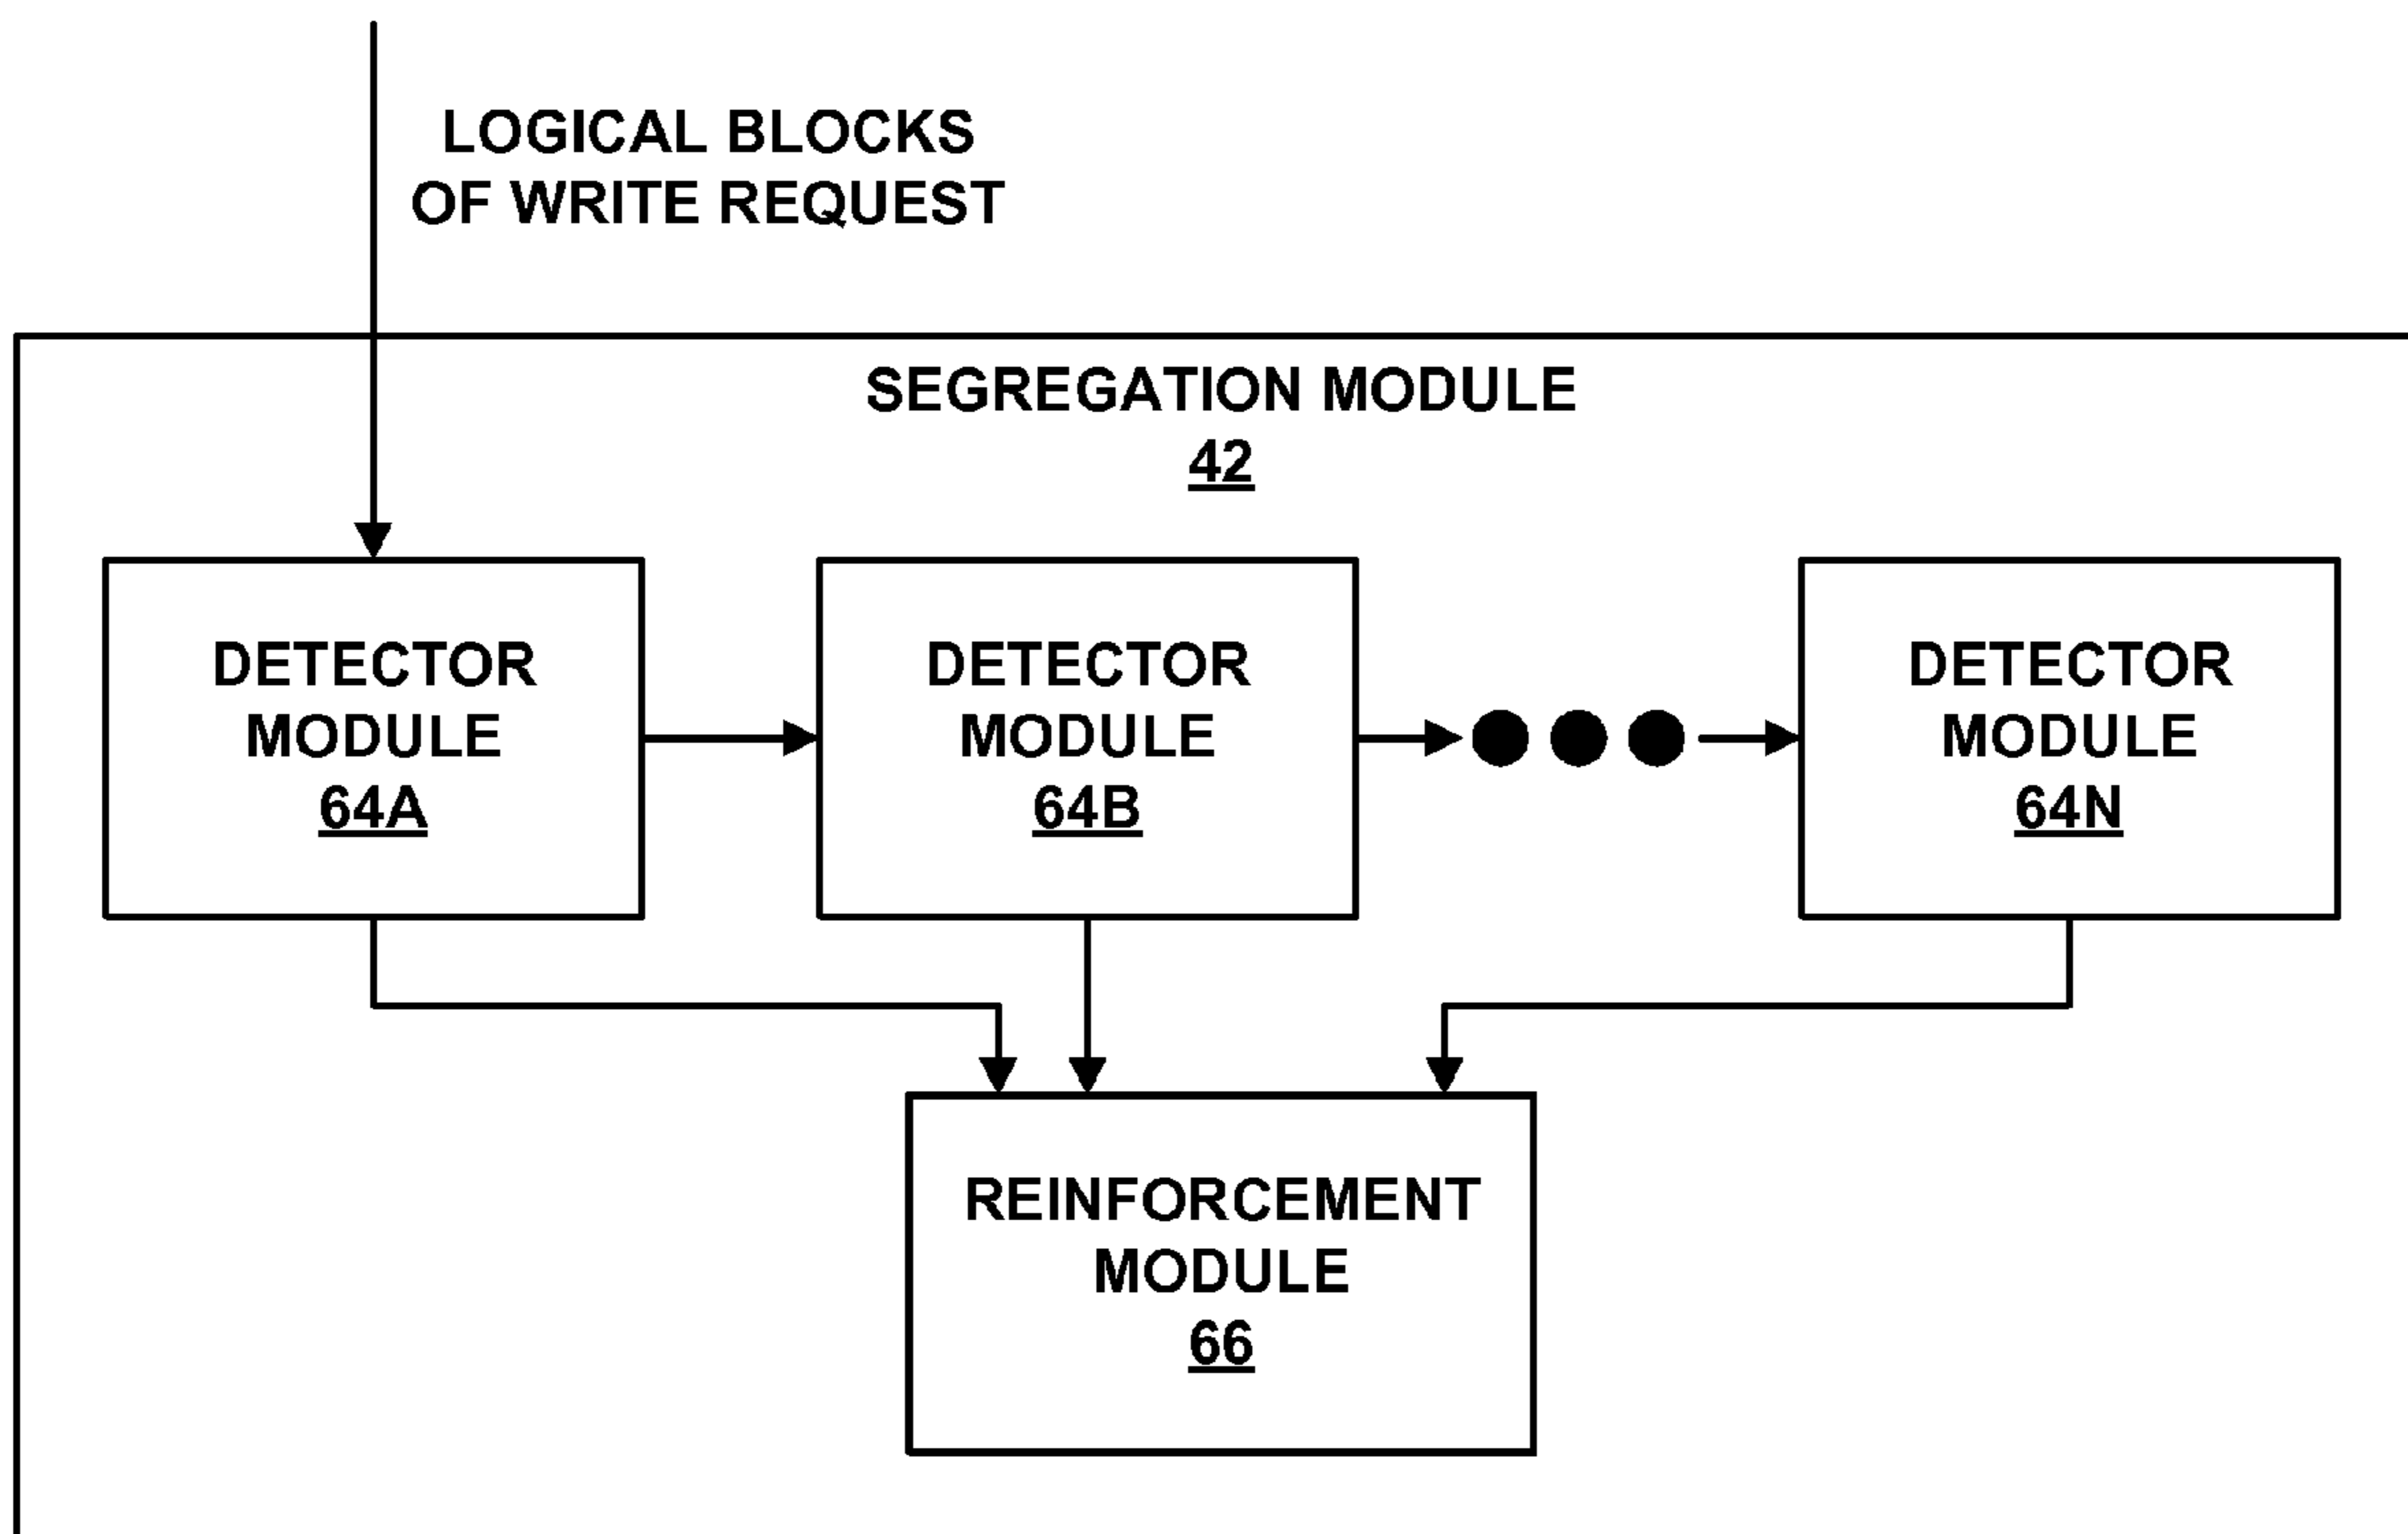 LOGICAL BLOCKS
OF WRITE REQUEST
SEGREGATION MODULE
42
DETECTOR
MODULE
64A
DETECTOR
MODULE
64B
DETECTOR
MODULE
64N
REINFORCEMENT
MODULE
66